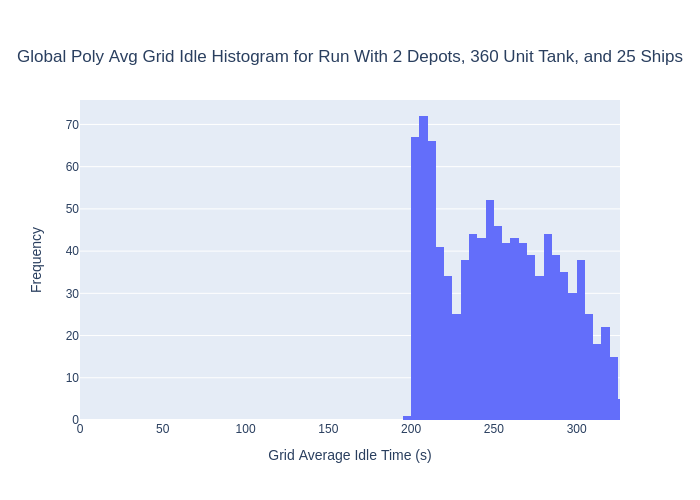 Global Poly Avg Grid Idle Histogram for Run With 2 Depots, 360 Unit Tank, and 25 Ships
70
60
50
40
30
20
10
0
Frequency
0 50 100 150 200 250 300
Grid Average Idle Time (s)